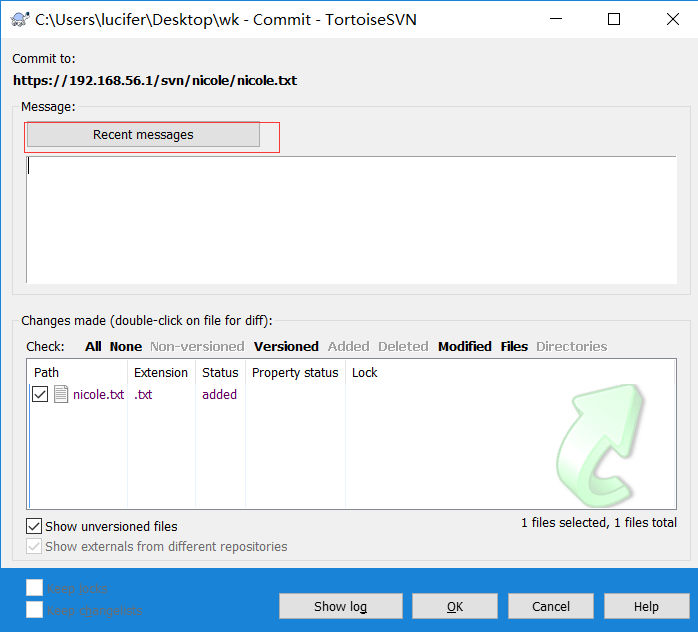 C:\Users\lucifer\Desktop\wk - Commit - TortoiseSVN
Commit to:
https://192.168.56.1/svn/nicole/nicole.txt
Message:
Recent messages
Changes made (double-click on file for diff):
Check: All None Non-versioned Versioned Added Deleted Modified Files Directories
Path Extension Status Property status Lock
nicole.txt .txt added
Show unversioned files
1 files selected, 1 files total
Show externals from different repositories
Keep locks
Keep changelists
Show log OK Cancel Help